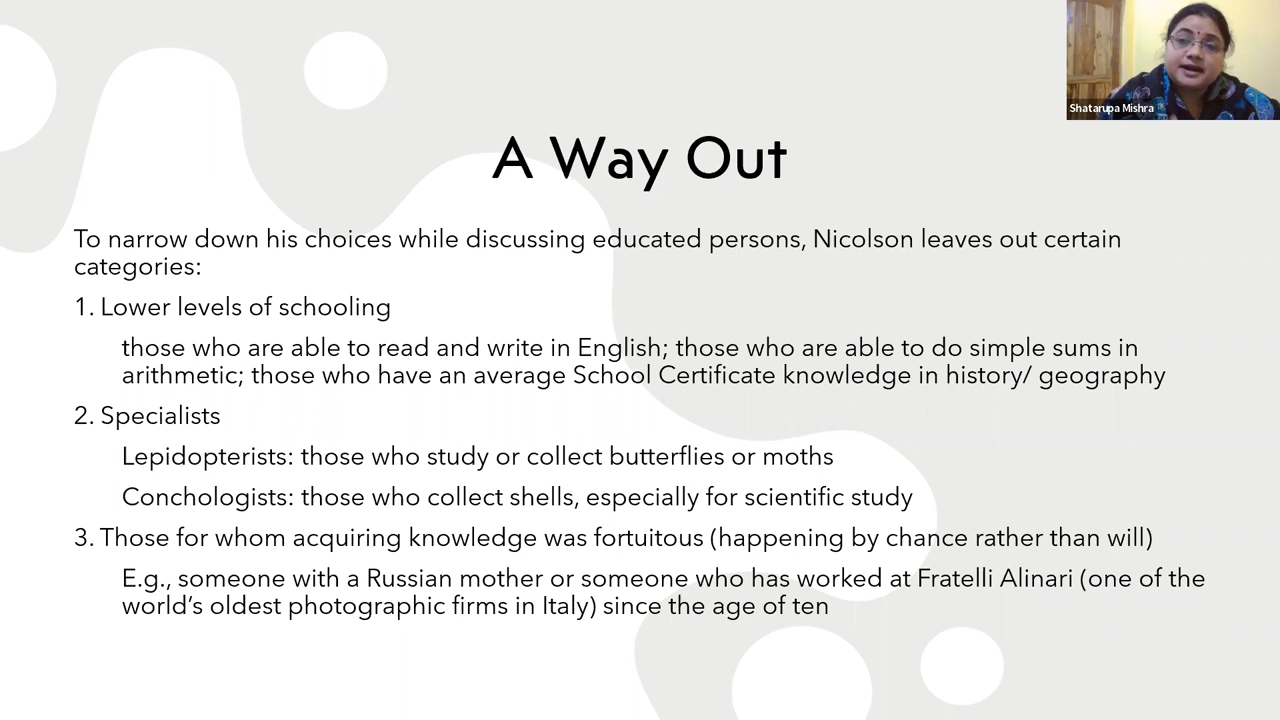 Shatarupa Mishra
A Way Out
To narrow down his choices while discussing educated persons, Nicolson leaves out certain
categories:
1. Lower levels of schooling
those who are able to read and write in English; those who are able to do simple sums in
arithmetic; those who have an average School Certificate knowledge in history/ geography
2. Specialists
Lepidopterists: those who study or collect butterflies or moths
Conchologists: those who collect shells, especially for scientific study
3. Those for whom acquiring knowledge was fortuitous (happening by chance rather than will)
E.g., someone with a Russian mother or someone who has worked at Fratelli Alinari (one of the
world’s oldest photographic firms in Italy) since the age of ten